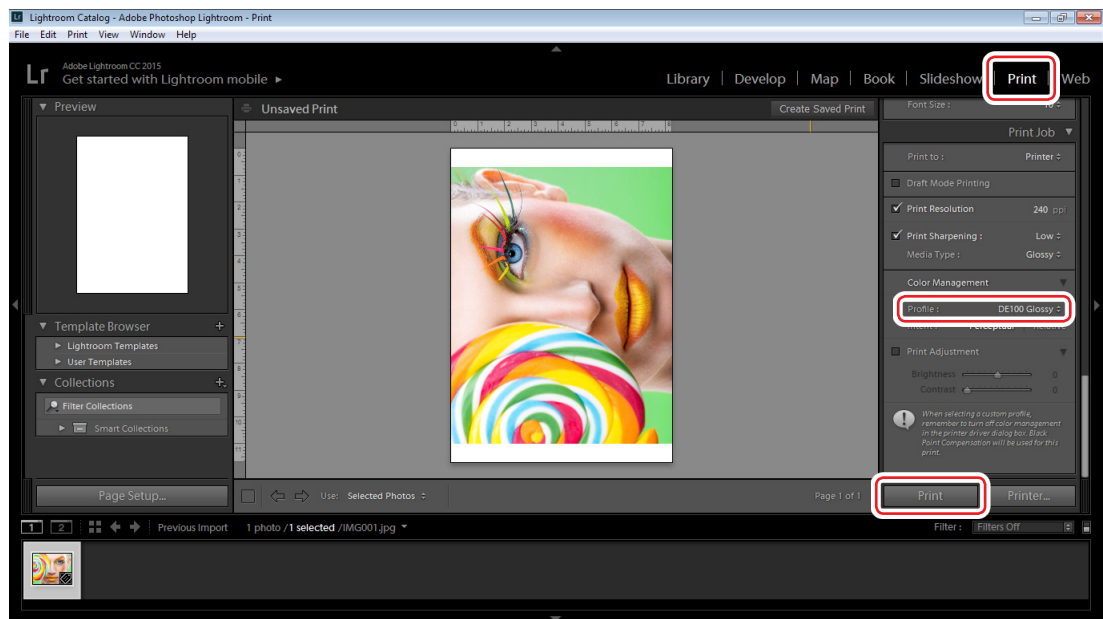 Lightroom Catalog - Adobe Photoshop Lightroom - Print
File Edit Print View Window Help
Lr
Adobe Lightroom CC 2015
Get started with Lightroom mobile ►
Library | Develop | Map | Book | Slideshow | Print | Web
Preview
Unsaved Print
Create Saved Print
Font Size :
Print Job
Print to : Printer
Draft Mode Printing
Print Resolution 240 ppi
Print Sharpening : Low
Media Type : Glossy
Color Management
Profile : DE100 Glossy
Perceptual Relative
Print Adjustment
Brightness 0
Contrast 0
When selecting a custom profile,
remember to turn off color management
in the printer driver dialog box. Black
Point Compensation will be used for this
print.
Template Browser +
Lightroom Templates
User Templates
Collections +
Filter Collections
Smart Collections
Page Setup...
Use: Selected Photos
Page 1 of 1
Print
Printer...
1 2 Previous Import 1 photo /1 selected /IMG001.jpg
Filter : Filters Off